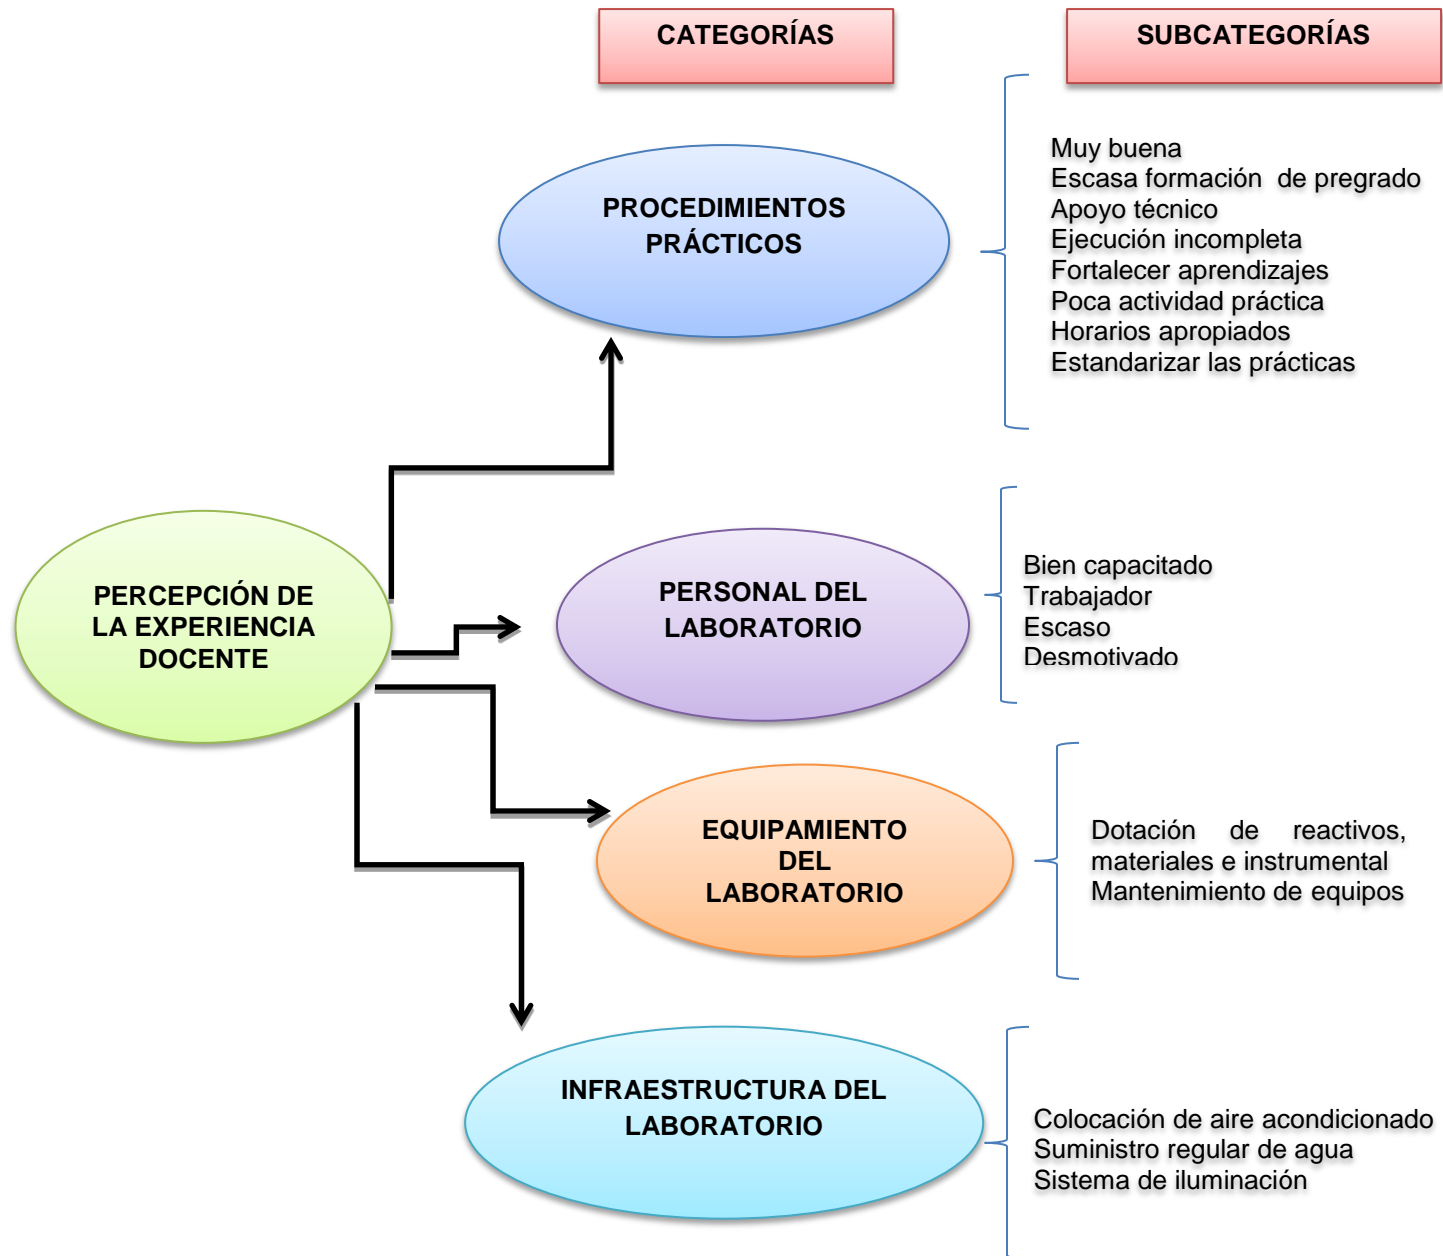 CATEGORÍAS
SUBCATEGORÍAS
PROCEDIMIENTOS
PRÁCTICOS
Muy buena
Escasa formación de pregrado
Apoyo técnico
Ejecución incompleta
Fortalecer aprendizajes
Poca actividad práctica
Horarios apropiados
Estandarizar las prácticas
PERCEPCIÓN DE
LA EXPERIENCIA
DOCENTE
PERSONAL DEL
LABORATORIO
Bien capacitado
Trabajador
Escaso
Desmotivado
EQUIPAMIENTO
DEL
LABORATORIO
Dotación de reactivos,
materiales e instrumental
Mantenimiento de equipos
INFRAESTRUCTURA DEL
LABORATORIO
Colocación de aire acondicionado
Suministro regular de agua
Sistema de iluminación